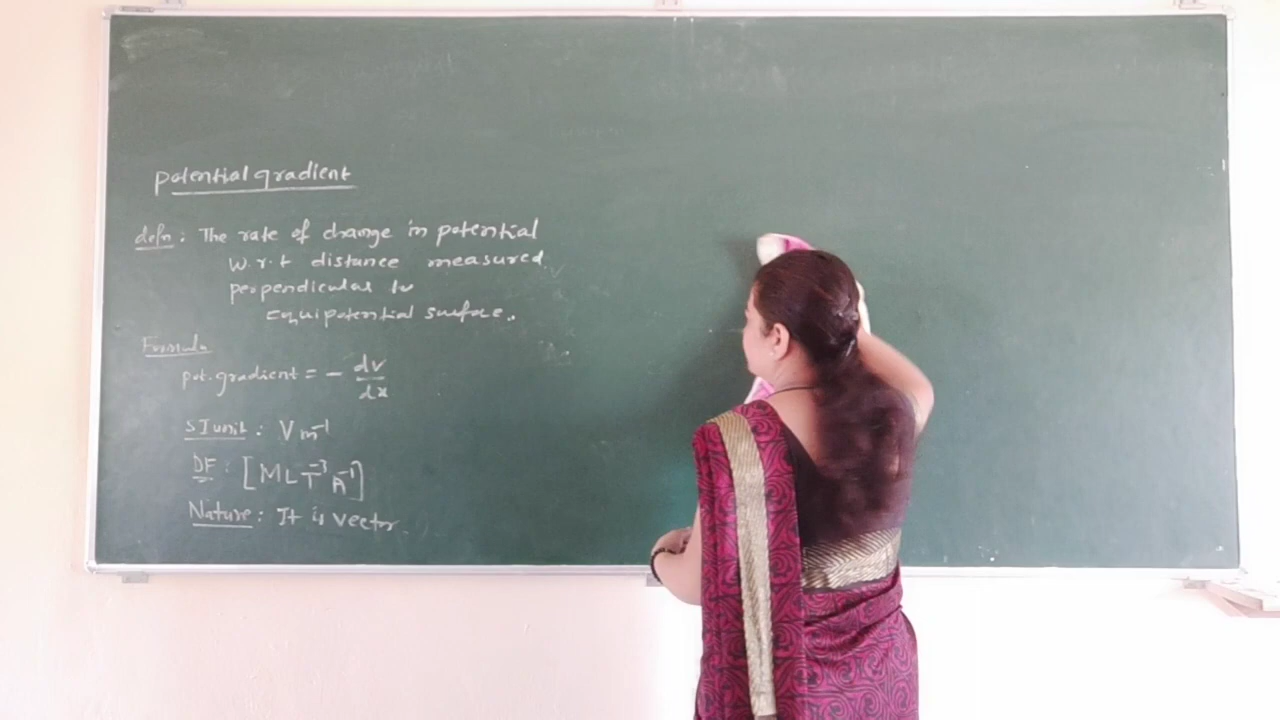 Potential gradient
defn: The rate of change in potential
w.r.t distance measured
perpendicular to
equipotential surface.
Formula
pot. gradient = - dv/dx
SI unit: V m⁻¹
DF: [M L T⁻³ A⁻¹]
Nature: It is vector.